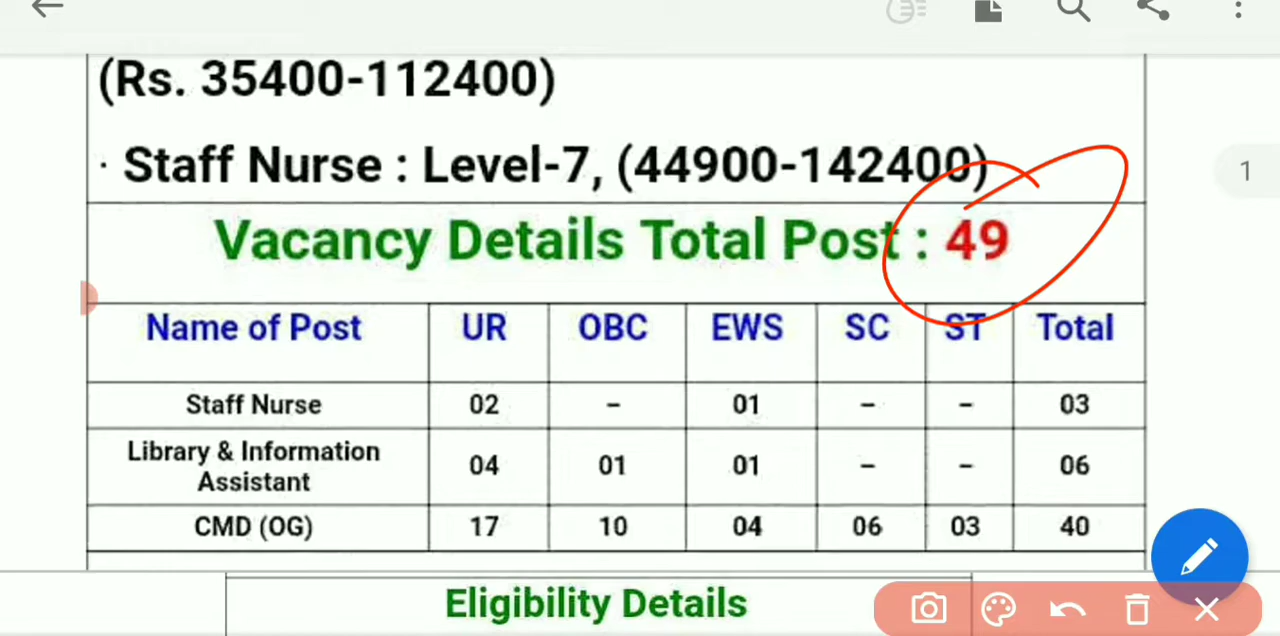 (Rs. 35400-112400)
· Staff Nurse : Level-7, (44900-142400)
1
Vacancy Details Total Post : 49
Name of Post UR OBC EWS SC ST Total
Staff Nurse 02 – 01 – – 03
Library & Information
Assistant 04 01 01 – – 06
CMD (OG) 17 10 04 06 03 40
Eligibility Details